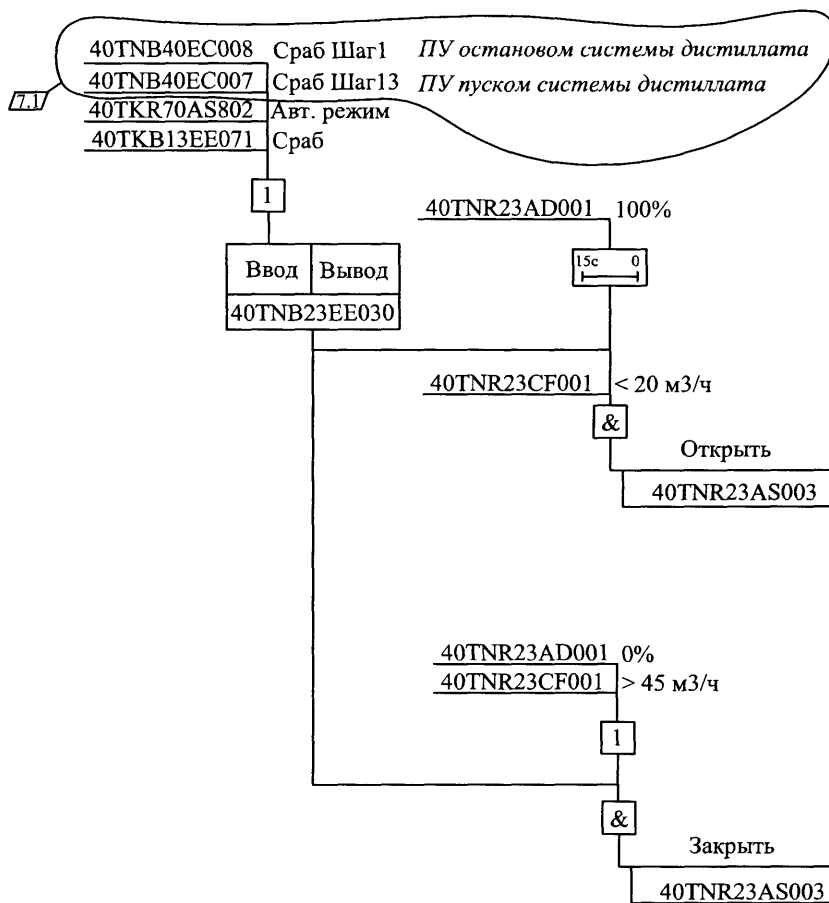 40TNB40EC008 Сраб Шаг1 ПУ остановом системы дистиллата
40TNB40EC007 Сраб Шаг13 ПУ пуском системы дистиллата
7.1
40TKR70AS802 Авт. режим
40TKB13EE071 Сраб
1
40TNR23AD001 100%
Ввод Вывод
15с 0
40TNB23EE030
40TNR23CF001 < 20 м3/ч
&
Открыть
40TNR23AS003
40TNR23AD001 0%
40TNR23CF001 > 45 м3/ч
1
&
Закрыть
40TNR23AS003